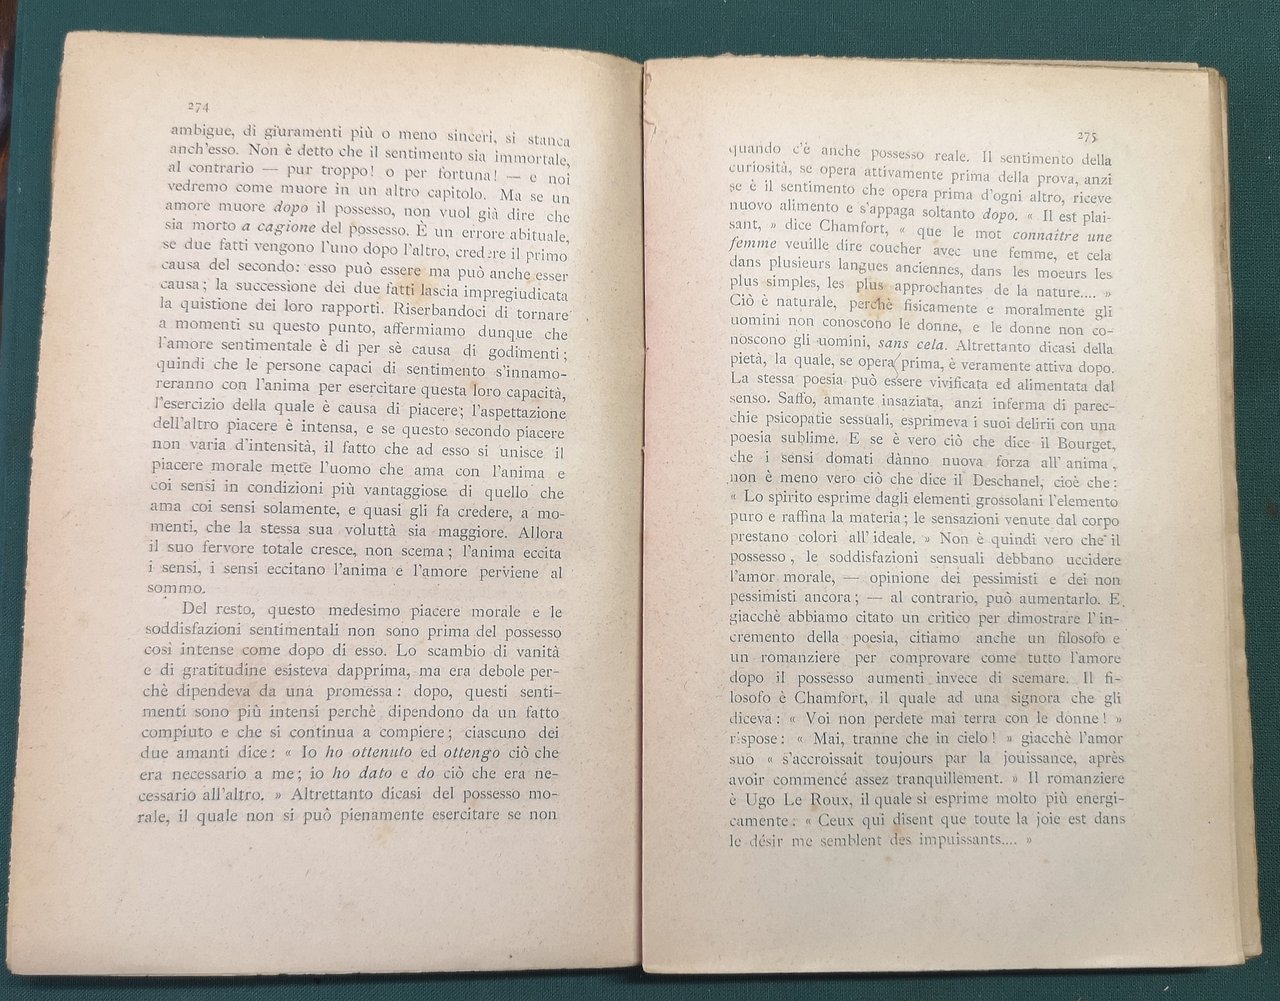 274
ambigue, di giuramenti più o meno sinceri, si stanca
anch'esso. Non è detto che il sentimento sia immortale,
al contrario — pur troppo! o per fortuna! — e noi
vedremo come muore in un altro capitolo. Ma se un
amore muore dopo il possesso, non vuol già dire che
sia morto a cagione del possesso. È un errore abituale,
se due fatti vengono l'uno dopo l'altro, credere il primo
causa del secondo: esso può essere ma può anche esser
causa; la successione dei due fatti lascia impregiudicata
la quistione dei loro rapporti. Riserbandoci di tornare
a momenti su questo punto, affermiamo dunque che
l'amore sentimentale è di per sè causa di godimenti;
quindi che le persone capaci di sentimento s'innamo-
reranno con l'anima per esercitare questa loro capacità,
l'esercizio della quale è causa di piacere; l'aspettazione
dell'altro piacere è intensa, e se questo secondo piacere
non varia d'intensità, il fatto che ad esso si unisce il
piacere morale mette l'uomo che ama con l'anima e
coi sensi in condizioni più vantaggiose di quello che
ama coi sensi solamente, e quasi gli fa credere, a mo-
menti, che la stessa sua voluttà sia maggiore. Allora
il suo fervore totale cresce, non scema; l'anima eccita
i sensi, i sensi eccitano l'anima e l'amore perviene al
sommo.
Del resto, questo medesimo piacere morale e le
soddisfazioni sentimentali non sono prima del possesso
così intense come dopo di esso. Lo scambio di vanità
e di gratitudine esisteva dapprima, ma era debole per-
chè dipendeva da una promessa: dopo, questi senti-
menti sono più intensi perchè dipendono da un fatto
compiuto e che si continua a compiere; ciascuno dei
due amanti dice: « Io ho ottenuto ed ottengo ciò che
era necessario a me; io ho dato e do ciò che era ne-
cessario all'altro. » Altrettanto dicasi del possesso mo-
rale, il quale non si può pienamente esercitare se non
275
quando c'è anche possesso reale. Il sentimento della
curiosità, se opera attivamente prima della prova, anzi
se è il sentimento che opera prima d'ogni altro, riceve
nuovo alimento e s'appaga soltanto dopo. « Il est plai-
sant, » dice Chamfort, « que le mot connaître une
femme veuille dire coucher avec une femme, et cela
dans plusieurs langues anciennes, dans les moeurs les
plus simples, les plus approchantes de la nature.... »
Ciò è naturale, perchè fisicamente e moralmente gli
uomini non conoscono le donne, e le donne non co-
noscono gli uomini, sans cela. Altrettanto dicasi della
pietà, la quale, se opera prima, è veramente attiva dopo.
La stessa poesia può essere vivificata ed alimentata dal
senso. Saffo, amante insaziata, anzi inferma di parec-
chie psicopatie sessuali, esprimeva i suoi delirii con una
poesia sublime. E se è vero ciò che dice il Bourget,
che i sensi domati dànno nuova forza all'anima,
non è meno vero ciò che dice il Deschanel, cioè che:
« Lo spirito esprime dagli elementi grossolani l'elemento
puro e raffina la materia; le sensazioni venute dal corpo
prestano colori all'ideale. » Non è quindi vero che il
possesso, le soddisfazioni sensuali debbano uccidere
l'amor morale, — opinione dei pessimisti e dei non
pessimisti ancora; — al contrario, può aumentarlo. E
giacchè abbiamo citato un critico per dimostrare l'in-
cremento della poesia, citiamo anche un filosofo e
un romanziere per comprovare come tutto l'amore
dopo il possesso aumenti invece di scemare. Il fi-
losofo è Chamfort, il quale ad una signora che gli
diceva: « Voi non perdete mai terra con le donne! »
rispose: « Mai, tranne che in cielo! » giacchè l'amor
suo « s'accroissait toujours par la jouissance, après
avoir commencé assez tranquillement. » Il romanziere
è Ugo Le Roux, il quale si esprime molto più energi-
camente: « Ceux qui disent que toute la joie est dans
le désir me semblent des impuissants.... »